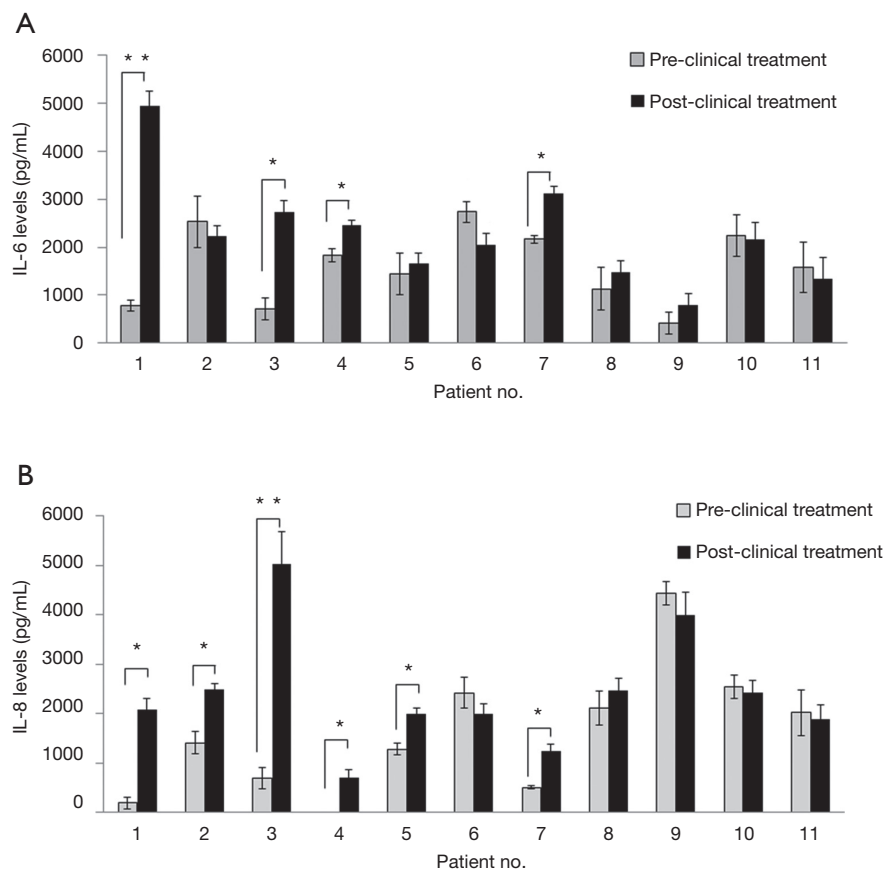 A
* *
6000
Pre-clinical treatment
5000
Post-clinical treatment
4000
*
*
3000
*
2000
1000
0
IL-6 levels (pg/mL)
1 2 3 4 5 6 7 8 9 10 11
Patient no.
B
* *
6000
Pre-clinical treatment
Post-clinical treatment
5000
4000
3000
*
*
*
2000
*
*
1000
0
IL-8 levels (pg/mL)
1 2 3 4 5 6 7 8 9 10 11
Patient no.